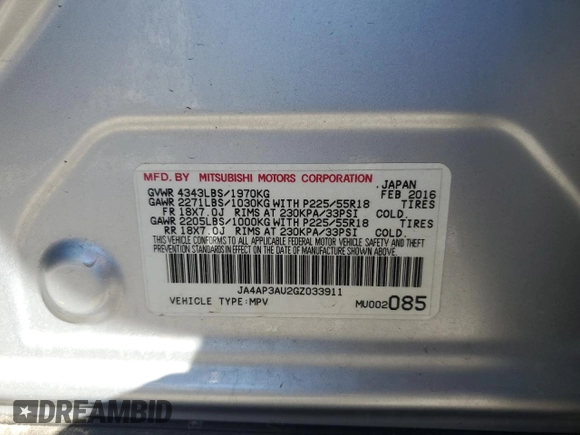 MFD. BY MITSUBISHI MOTORS CORPORATION JAPAN
GVWR 4343LBS/1970KG FEB 2016
GAWR 2271LBS/1030KG WITH P225/55R18 TIRES
FR 18X7.0J RIMS AT 230KPA/33PSI COLD.
GAWR 2205LBS/1000KG WITH P225/55R18 TIRES
RR 18X7.0J RIMS AT 230KPA/33PSI COLD.
THIS VEHICLE CONFORMS TO ALL APPLICABLE FEDERAL MOTOR VEHICLE SAFETY AND THEFT
PREVENTION STANDARDS IN EFFECT ON THE DATE OF MANUFACTURE SHOWN ABOVE.
JA4AP3AU2GZ033911
VEHICLE TYPE:MPV MU002085
DREAMBID